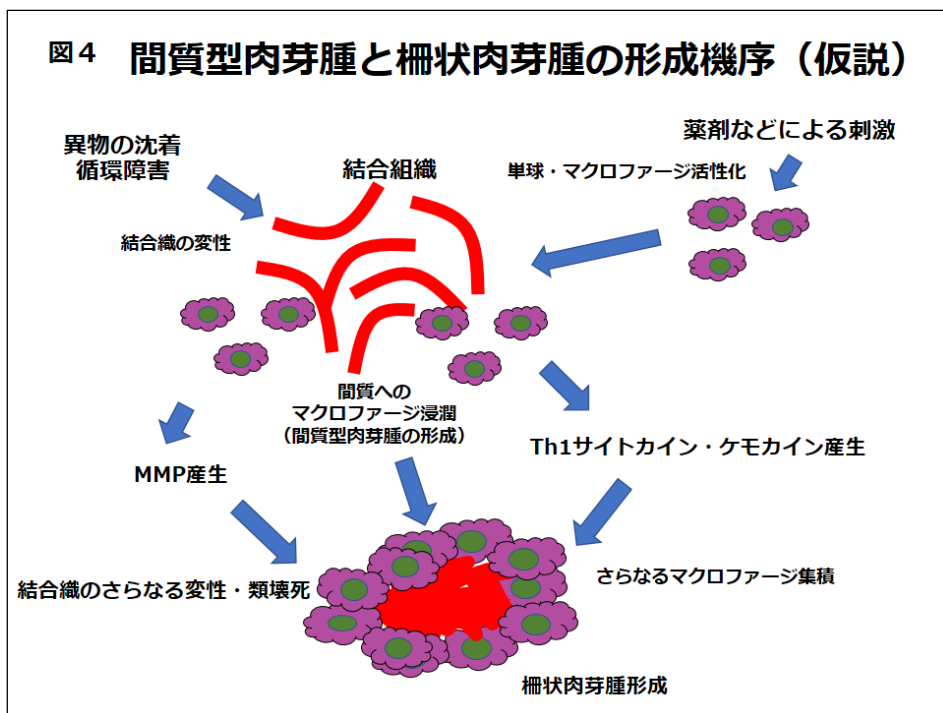 図4 間質型肉芽腫と柵状肉芽腫の形成機序（仮説）
異物の沈着
循環障害
薬剤などによる刺激
結合組織
単球・マクロファージ活性化
結合織の変性
間質への
マクロファージ浸潤
（間質型肉芽腫の形成）
Th1サイトカイン・ケモカイン産生
MMP産生
結合織のさらなる変性・類壊死
さらなるマクロファージ集積
柵状肉芽腫形成